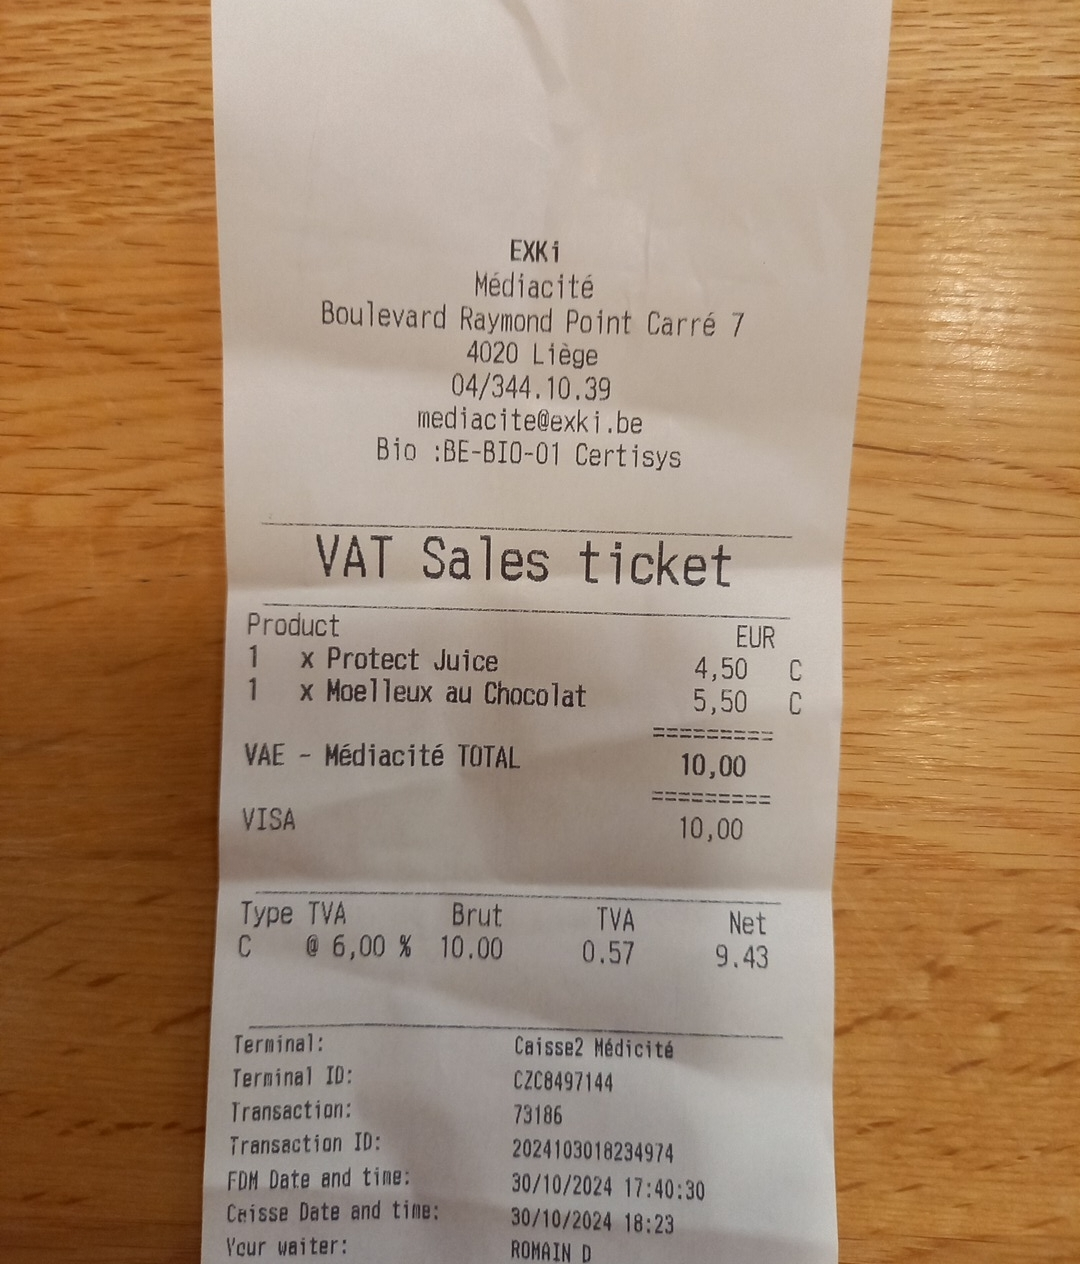 EXKi
Médiacité
Boulevard Raymond Point Carré 7
4020 Liège
04/344.10.39
mediacite@exki.be
Bio :BE-BIO-01 Certisys
VAT Sales ticket
Product EUR
1 x Protect Juice 4,50 C
1 x Moelleux au Chocolat 5,50 C
=========
VAE - Médiacité TOTAL 10,00
=========
VISA 10,00
Type TVA Brut TVA Net
C @ 6,00 % 10.00 0.57 9.43
Terminal: Caisse2 Médicité
Terminal ID: CZC8497144
Transaction: 73186
Transaction ID: 2024103018234974
FDM Date and time: 30/10/2024 17:40:30
Caisse Date and time: 30/10/2024 18:23
Your waiter: ROMAIN D